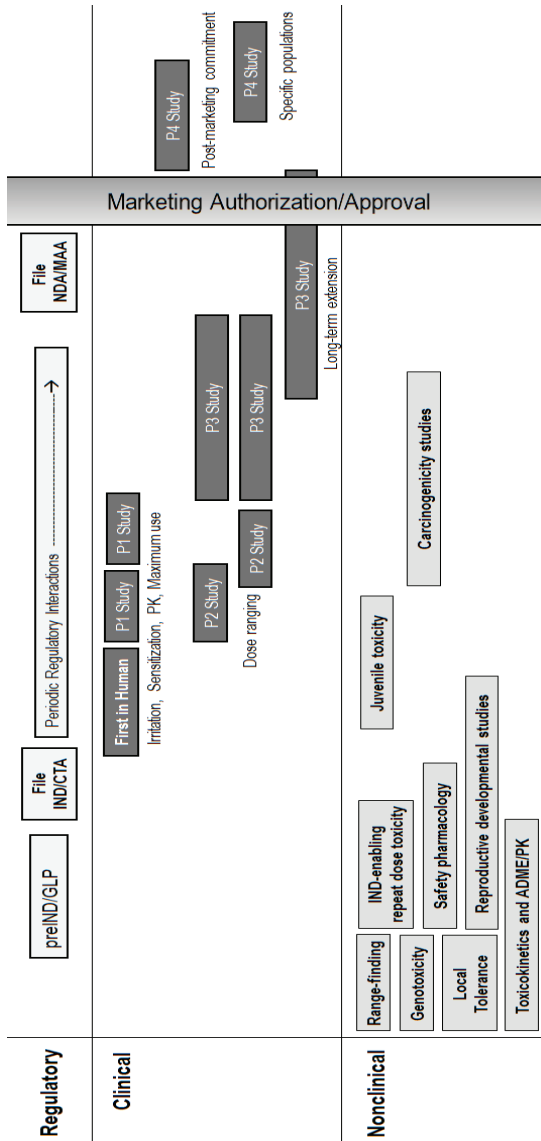 Regulatory
preIND/GLP
File
IND/CTA
Periodic Regulatory Interactions ------------------------------→
File
NDA/MAA
Marketing Authorization/Approval
Clinical
First in Human
P1 Study
P1 Study
Irritation, Sensitization, PK, Maximum use
P2 Study
P2 Study
Dose ranging
P3 Study
P3 Study
P3 Study
Long-term extension
P4 Study
Post-marketing commitment
P4 Study
Specific populations
Nonclinical
Range-finding
IND-enabling
repeat dose toxicity
Juvenile toxicity
Genotoxicity
Safety pharmacology
Carcinogenicity studies
Local
Tolerance
Reproductive developmental studies
Toxicokinetics and ADME/PK